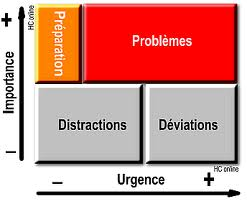 +
HC online
Préparation
Problèmes
Importance
Distractions
Déviations
–
HC online
– Urgence +